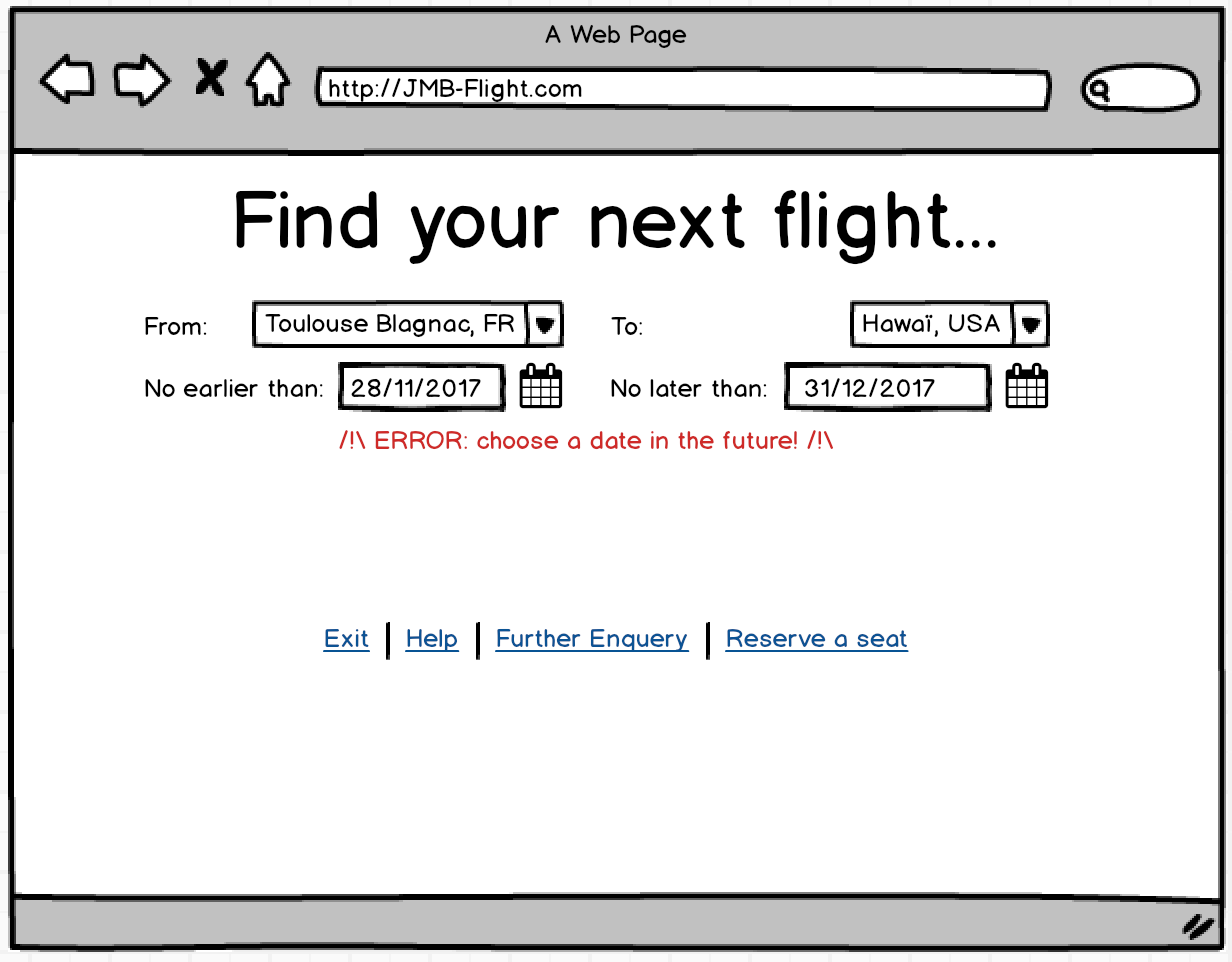 A Web Page
http://JMB-Flight.com
Find your next flight...
From: Toulouse Blagnac, FR To: Hawaï, USA
No earlier than: 28/11/2017 No later than: 31/12/2017
/!\ ERROR: choose a date in the future! /!\
Exit | Help | Further Enquery | Reserve a seat